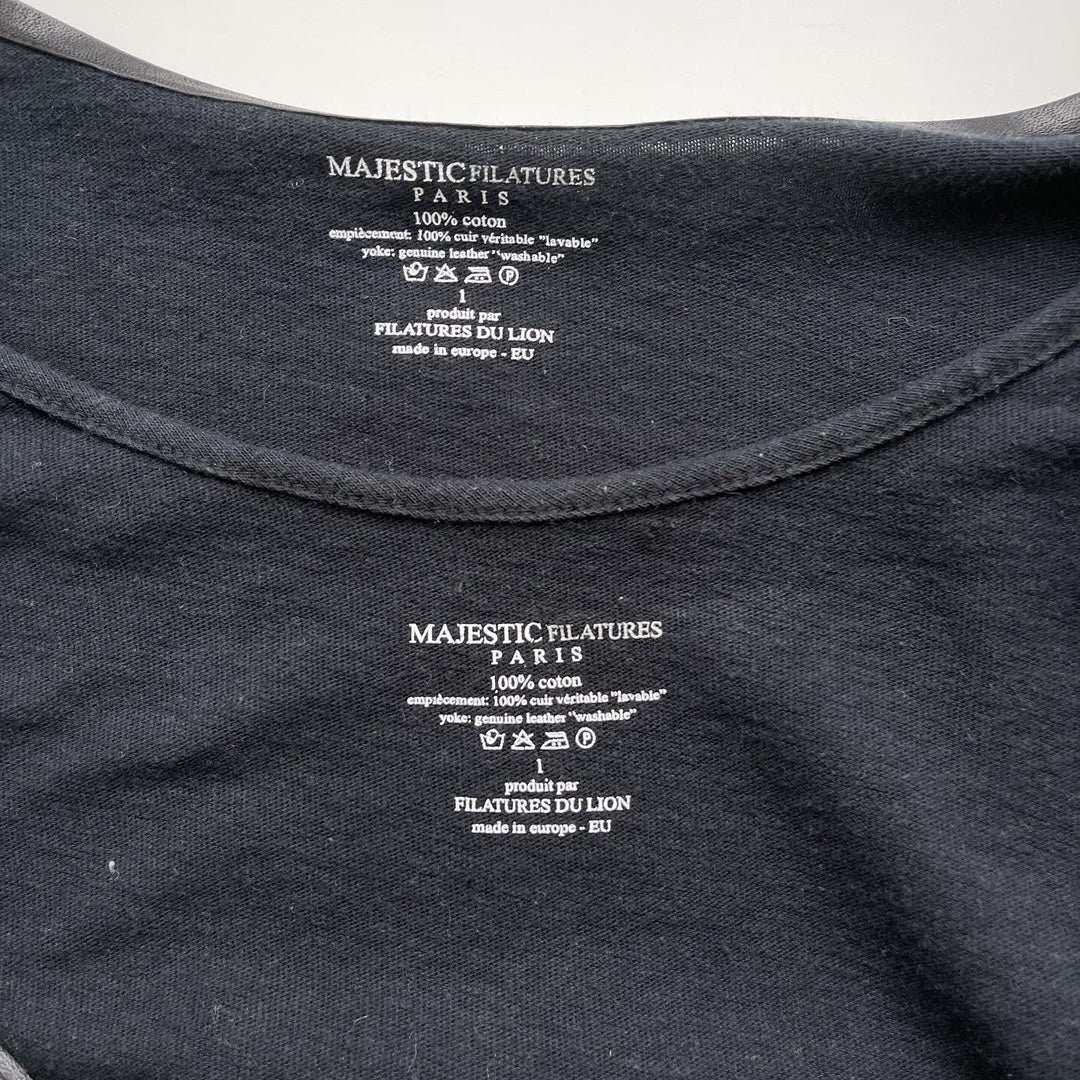 MAJESTIC FILATURES
PARIS
100% coton
empiècement: 100% cuir véritable "lavable"
yoke: genuine leather "washable"
P
1
produit par
FILATURES DU LION
made in europe - EU
MAJESTIC FILATURES
PARIS
100% coton
empiècement: 100% cuir véritable "lavable"
yoke: genuine leather "washable"
P
1
produit par
FILATURES DU LION
made in europe - EU